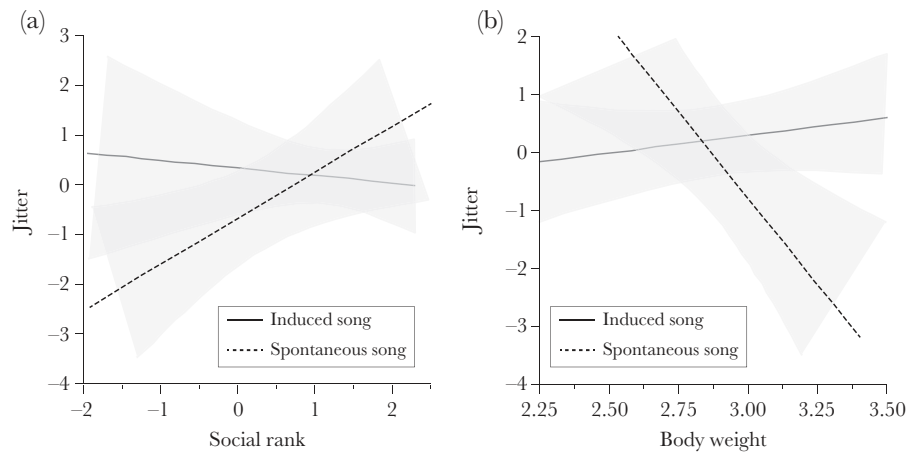 (a)
3
2
1
0
−1
−2
−3
−4
Jitter
Induced song
Spontaneous song
−2 −1 0 1 2
Social rank
(b)
2
1
0
−1
−2
−3
−4
Jitter
Induced song
Spontaneous song
2.25 2.50 2.75 3.00 3.25 3.50
Body weight